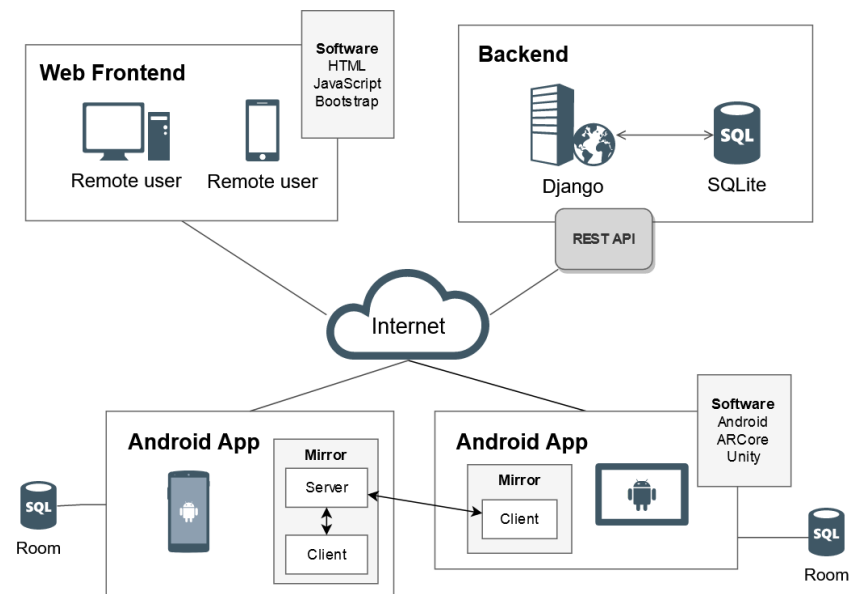 Web Frontend
Software
HTML
JavaScript
Bootstrap
Remote user
Remote user
Backend
SQL
Django
SQLite
REST API
Internet
Android App
Mirror
Server
Client
SQL
Room
Android App
Software
Android
ARCore
Unity
Mirror
Client
SQL
Room